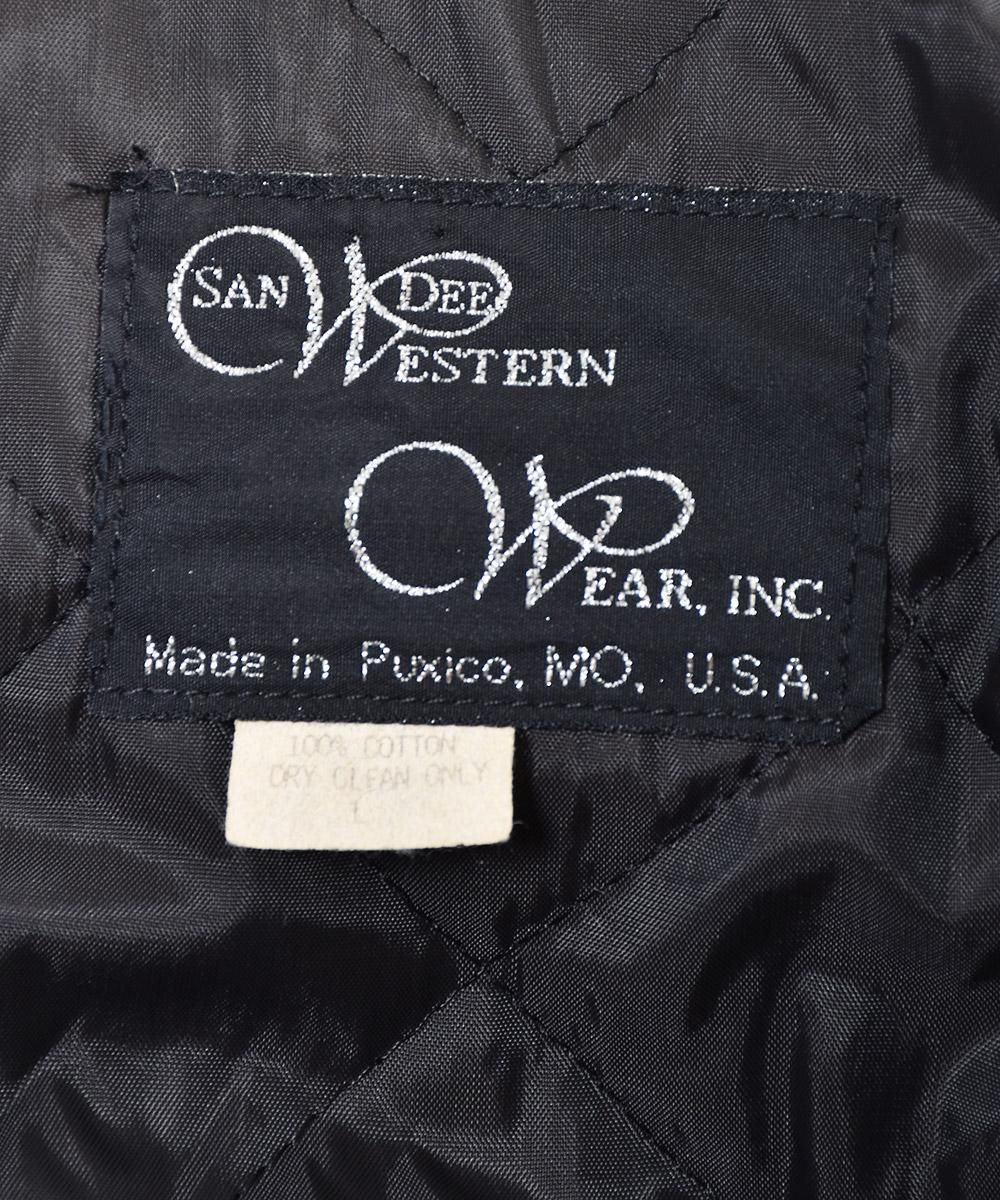 SAN DEE
WESTERN
WEAR, INC.
Made in Puxico, MO, U.S.A.
100% COTTON
DRY CLEAN ONLY
L